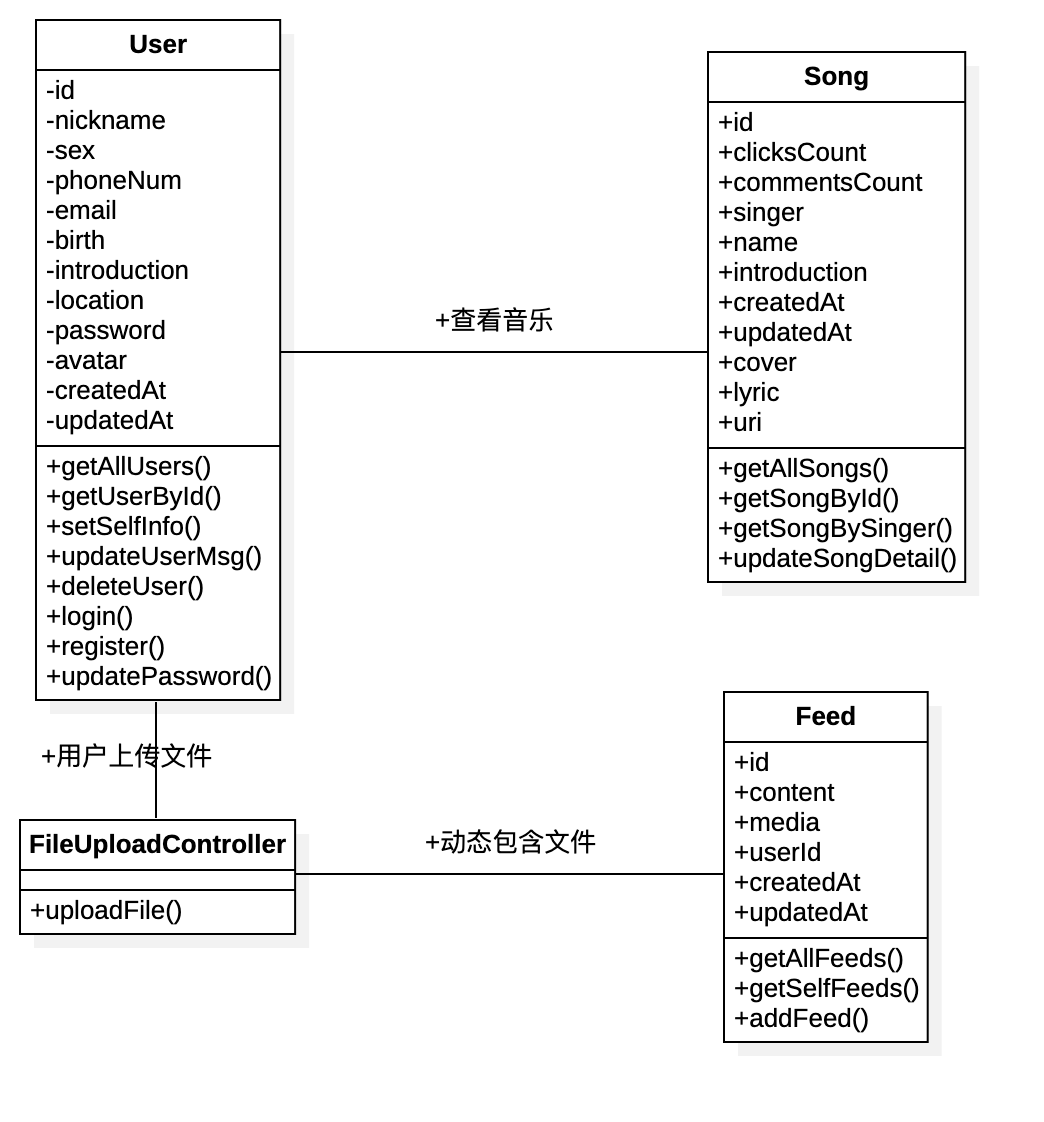 User
-id
-nickname
-sex
-phoneNum
-email
-birth
-introduction
-location
-password
-avatar
-createdAt
-updatedAt
+getAllUsers()
+getUserById()
+setSelfInfo()
+updateUserMsg()
+deleteUser()
+login()
+register()
+updatePassword()
+查看音乐
Song
+id
+clicksCount
+commentsCount
+singer
+name
+introduction
+createdAt
+updatedAt
+cover
+lyric
+uri
+getAllSongs()
+getSongById()
+getSongBySinger()
+updateSongDetail()
+用户上传文件
FileUploadController
+uploadFile()
+动态包含文件
Feed
+id
+content
+media
+userId
+createdAt
+updatedAt
+getAllFeeds()
+getSelfFeeds()
+addFeed()